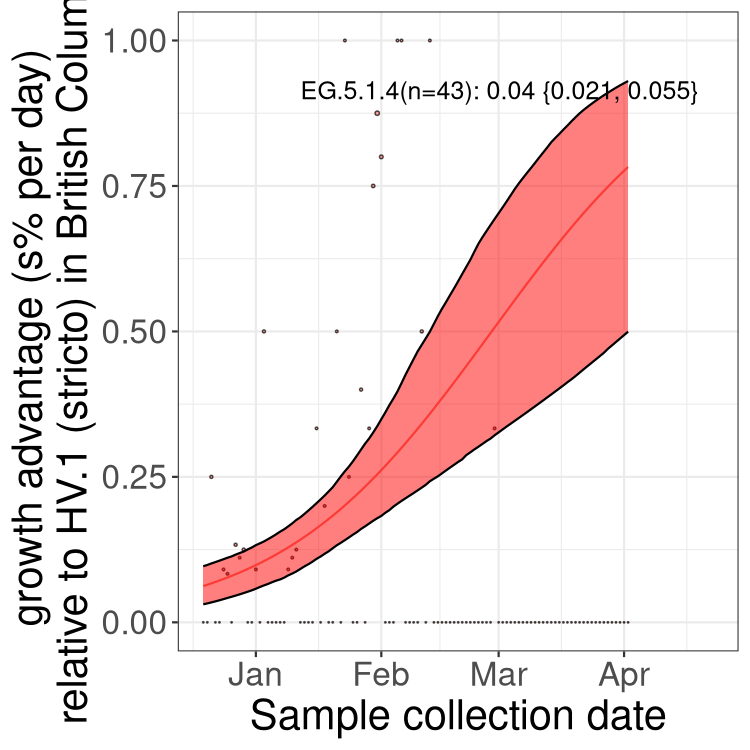 growth advantage (s% per day)
relative to HV.1 (stricto) in British Colum
1.00
0.75
0.50
0.25
0.00
EG.5.1.4(n=43): 0.04 {0.021, 0.055}
Jan Feb Mar Apr
Sample collection date